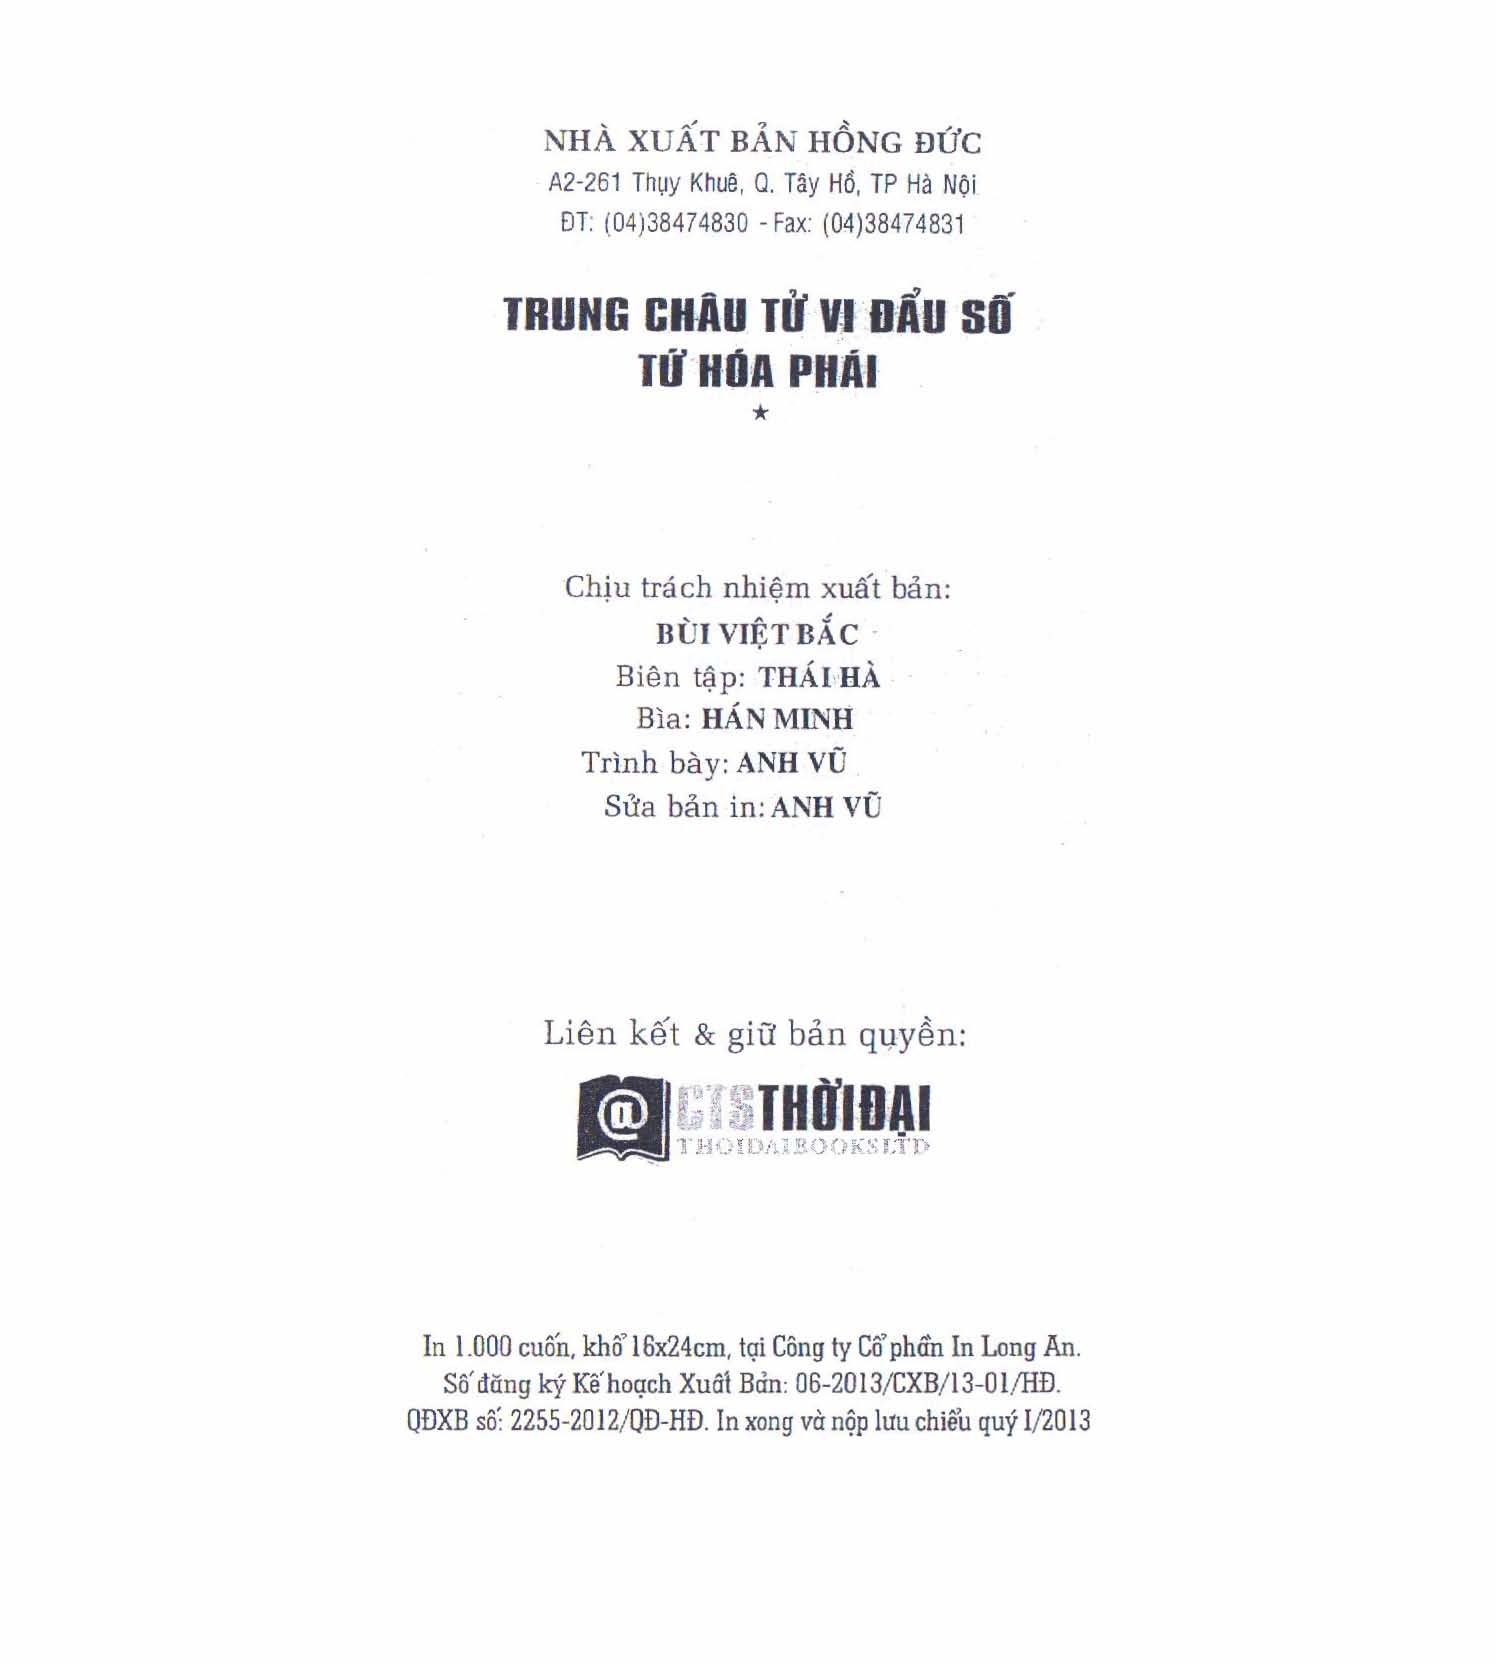 NHÀ XUẤT BẢN HỒNG ĐỨC
A2-261 Thụy Khuê, Q. Tây Hồ, TP Hà Nội
ĐT: (04)38474830 - Fax: (04)38474831
TRUNG CHÂU TỬ VI ĐẨU SỐ
TỨ HÓA PHÁI
★
Chịu trách nhiệm xuất bản:
BÙI VIỆT BẮC
Biên tập: THÁI HÀ
Bìa: HÁN MINH
Trình bày: ANH VŨ
Sửa bản in: ANH VŨ
Liên kết & giữ bản quyền:
@ CTSTHỜIĐẠI
THOIDAIBOOKSLTD
In 1.000 cuốn, khổ 16x24cm, tại Công ty Cổ phần In Long An.
Số đăng ký Kế hoạch Xuất Bản: 06-2013/CXB/13-01/HĐ.
QĐXB số: 2255-2012/QĐ-HĐ. In xong và nộp lưu chiểu quý I/2013